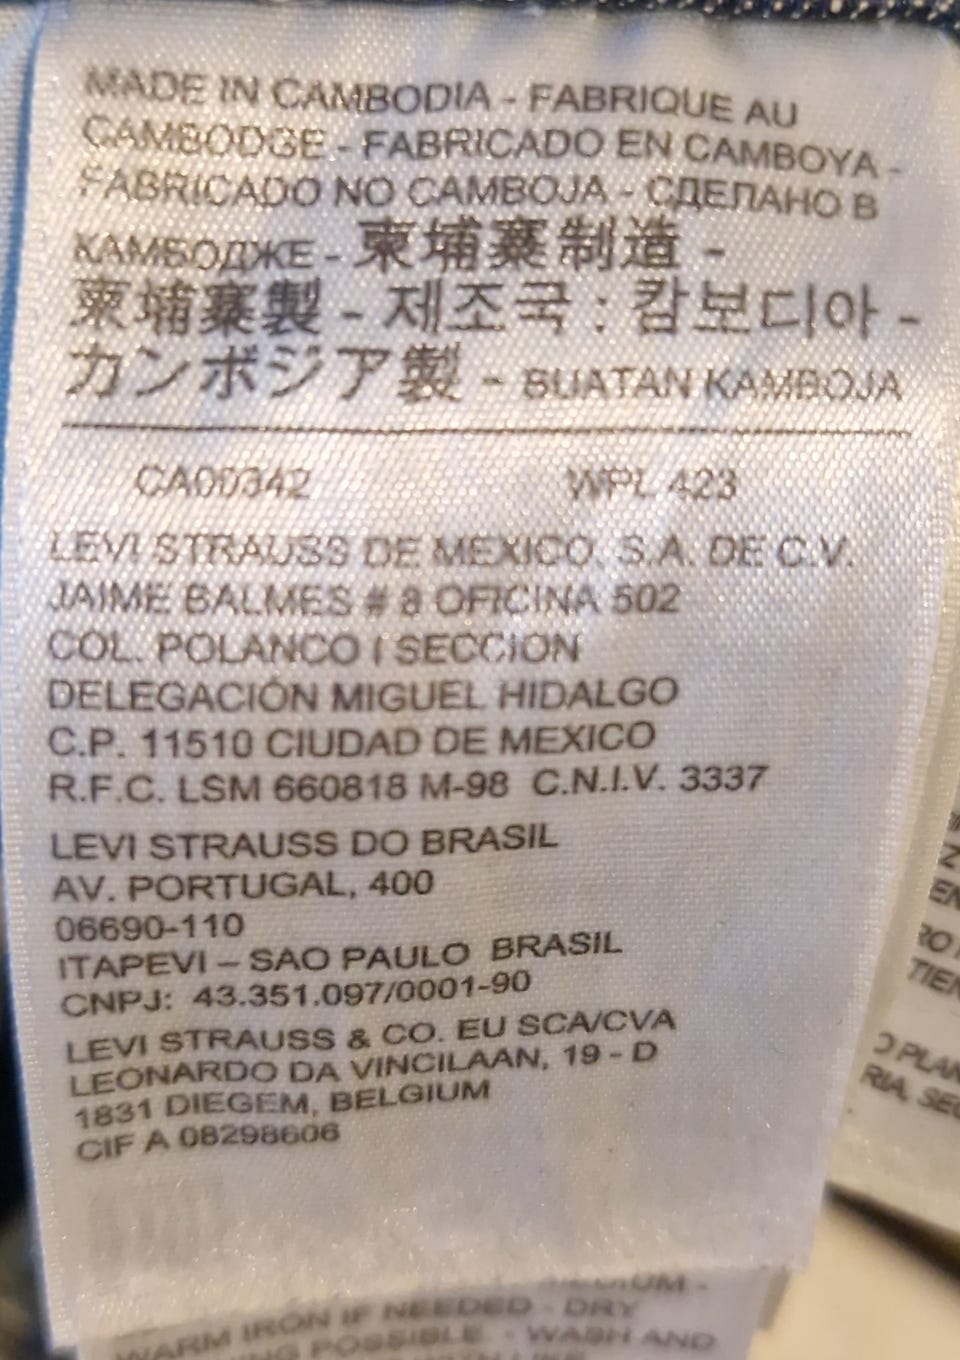 MADE IN CAMBODIA - FABRIQUE AU
CAMBODGE - FABRICADO EN CAMBOYA -
FABRICADO NO CAMBOJA - СДЕЛАНО В
КАМБОДЖЕ - 柬埔寨制造 -
柬埔寨製 - 제조국 : 캄보디아 -
カンボジア製 - BUATAN KAMBOJA
CA00342 WPL 423
LEVI STRAUSS DE MEXICO, S.A. DE C.V.
JAIME BALMES # 8 OFICINA 502
COL. POLANCO I SECCION
DELEGACIÓN MIGUEL HIDALGO
C.P. 11510 CIUDAD DE MEXICO
R.F.C. LSM 660818 M-98 C.N.I.V. 3337
LEVI STRAUSS DO BRASIL
AV. PORTUGAL, 400
06690-110
ITAPEVI – SAO PAULO BRASIL
CNPJ: 43.351.097/0001-90
LEVI STRAUSS & CO. EU SCA/CVA
LEONARDO DA VINCILAAN, 19 - D
1831 DIEGEM, BELGIUM
CIF A 08298606
WARM IRON IF NEEDED - DRY
POSSIBLE. - WASH AND